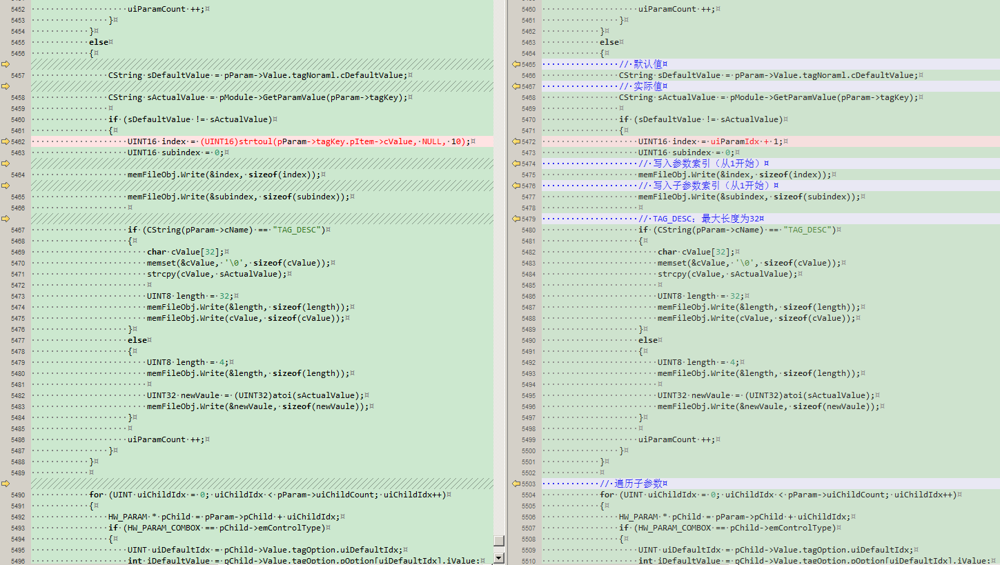 5452 uiParamCount ++;
5453 }
5454 }
5455 else
5456 {
5457 CString sDefaultValue = pParam->Value.tagNoraml.cDefaultValue;
5458 CString sActualValue = pModule->GetParamValue(pParam->tagKey);
5459
5460 if (sDefaultValue != sActualValue)
5461 {
5462 UINT16 index = (UINT16)strtoul(pParam->tagKey.pItem->cValue, NULL, 10);
5463 UINT16 subindex = 0;
5464 memFileObj.Write(&index, sizeof(index));
5465 memFileObj.Write(&subindex, sizeof(subindex));
5466
5467 if (CString(pParam->cName) == "TAG_DESC")
5468 {
5469 char cValue[32];
5470 memset(&cValue, '\0', sizeof(cValue));
5471 strcpy(cValue, sActualValue);
5472
5473 UINT8 length = 32;
5474 memFileObj.Write(&length, sizeof(length));
5475 memFileObj.Write(cValue, sizeof(cValue));
5476 }
5477 else
5478 {
5479 UINT8 length = 4;
5480 memFileObj.Write(&length, sizeof(length));
5481
5482 UINT32 newVaule = (UINT32)atoi(sActualValue);
5483 memFileObj.Write(&newVaule, sizeof(newVaule));
5484 }
5485
5486 uiParamCount ++;
5487 }
5488 }
5489
5490 for (UINT uiChildIdx = 0; uiChildIdx < pParam->uiChildCount; uiChildIdx++)
5491 {
5492 HW_PARAM * pChild = pParam->pChild + uiChildIdx;
5493 if (HW_PARAM_COMBOX == pChild->emControlType)
5494 {
5495 UINT uiDefaultIdx = pChild->Value.tagOption.uiDefaultIdx;
5496 int iDefaultValue = pChild->Value.tagOption.pOption[uiDefaultIdx].iValue;
5460 uiParamCount ++;
5461 }
5462 }
5463 else
5464 {
5465 // 默认值
5466 CString sDefaultValue = pParam->Value.tagNoraml.cDefaultValue;
5467 // 实际值
5468 CString sActualValue = pModule->GetParamValue(pParam->tagKey);
5469
5470 if (sDefaultValue != sActualValue)
5471 {
5472 UINT16 index = uiParamIdx + 1;
5473 UINT16 subindex = 0;
5474 // 写入参数索引（从1开始）
5475 memFileObj.Write(&index, sizeof(index));
5476 // 写入子参数索引（从1开始）
5477 memFileObj.Write(&subindex, sizeof(subindex));
5478
5479 // TAG_DESC：最大长度为32
5480 if (CString(pParam->cName) == "TAG_DESC")
5481 {
5482 char cValue[32];
5483 memset(&cValue, '\0', sizeof(cValue));
5484 strcpy(cValue, sActualValue);
5485
5486 UINT8 length = 32;
5487 memFileObj.Write(&length, sizeof(length));
5488 memFileObj.Write(cValue, sizeof(cValue));
5489 }
5490 else
5491 {
5492 UINT8 length = 4;
5493 memFileObj.Write(&length, sizeof(length));
5494
5495 UINT32 newVaule = (UINT32)atoi(sActualValue);
5496 memFileObj.Write(&newVaule, sizeof(newVaule));
5497 }
5498
5499 uiParamCount ++;
5500 }
5501 }
5502
5503 // 遍历子参数
5504 for (UINT uiChildIdx = 0; uiChildIdx < pParam->uiChildCount; uiChildIdx++)
5505 {
5506 HW_PARAM * pChild = pParam->pChild + uiChildIdx;
5507 if (HW_PARAM_COMBOX == pChild->emControlType)
5508 {
5509 UINT uiDefaultIdx = pChild->Value.tagOption.uiDefaultIdx;
5510 int iDefaultValue = pChild->Value.tagOption.pOption[uiDefaultIdx].iValue;